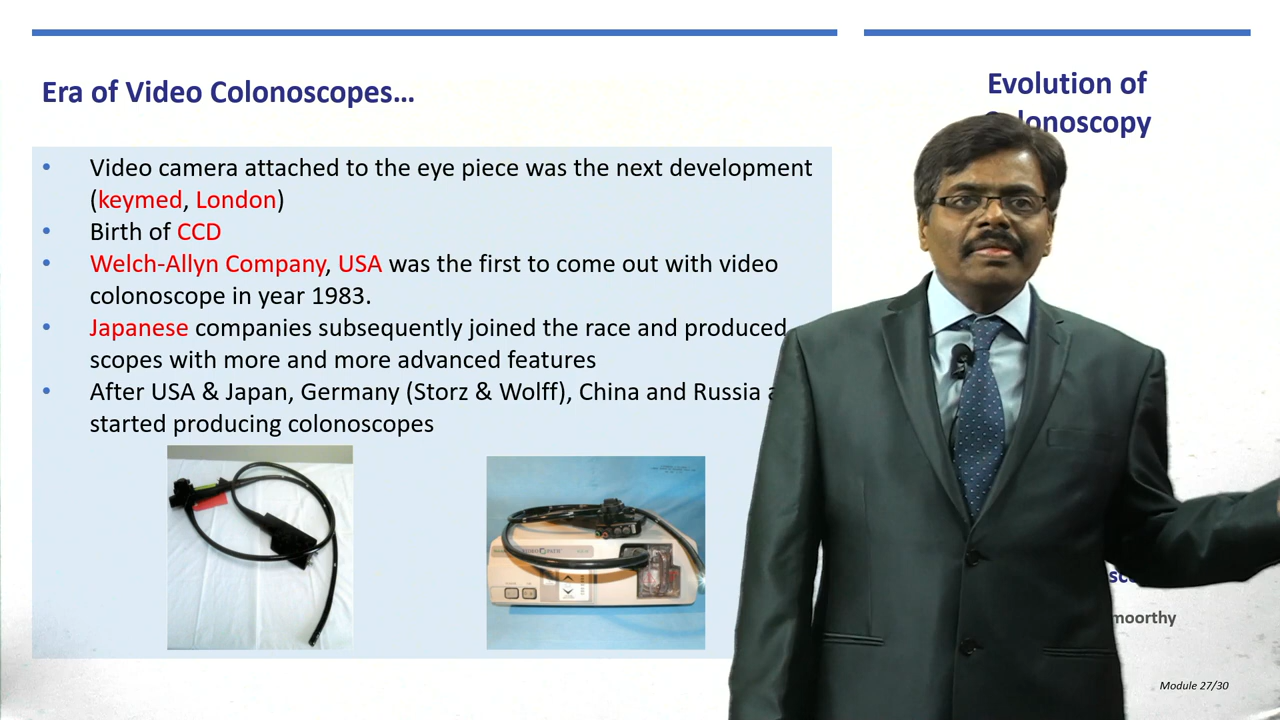 Era of Video Colonoscopes...
Evolution of
Colonoscopy
• Video camera attached to the eye piece was the next development
(keymed, London)
• Birth of CCD
• Welch-Allyn Company, USA was the first to come out with video
colonoscope in year 1983.
• Japanese companies subsequently joined the race and produced
scopes with more and more advanced features
• After USA & Japan, Germany (Storz & Wolff), China and Russia
started producing colonoscopes
moorthy
Module 27/30